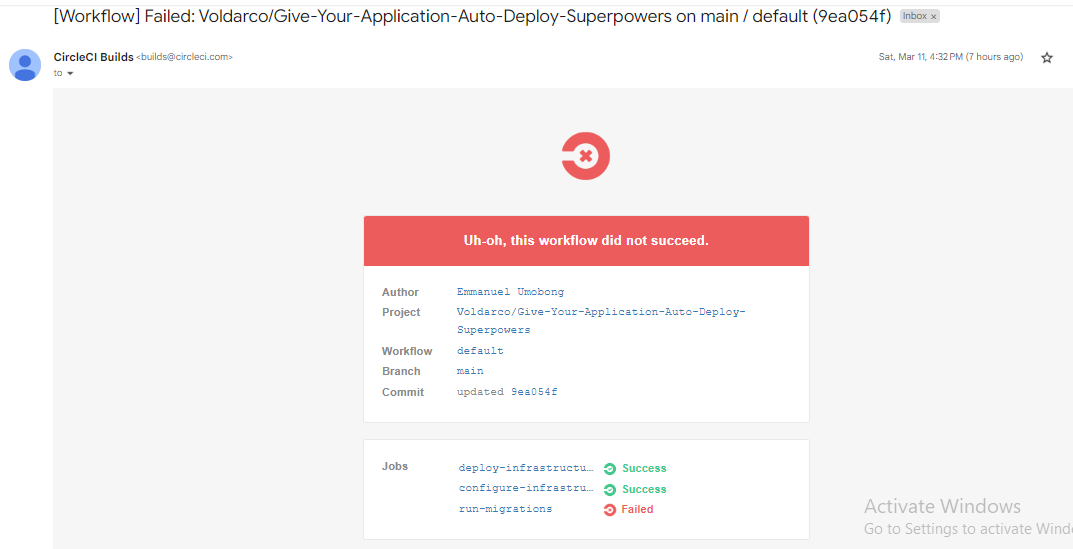 [Workflow] Failed: Voldarco/Give-Your-Application-Auto-Deploy-Superpowers on main / default (9ea054f) Inbox x
CircleCI Builds <builds@circleci.com>
Sat, Mar 11, 4:32 PM (7 hours ago)
to
Uh-oh, this workflow did not succeed.
Author Emmanuel Umobong
Project Voldarco/Give-Your-Application-Auto-Deploy-
Superpowers
Workflow default
Branch main
Commit updated 9ea054f
Jobs deploy-infrastructu… Success
configure-infrastru… Success
run-migrations Failed
Activate Windows
Go to Settings to activate Wind